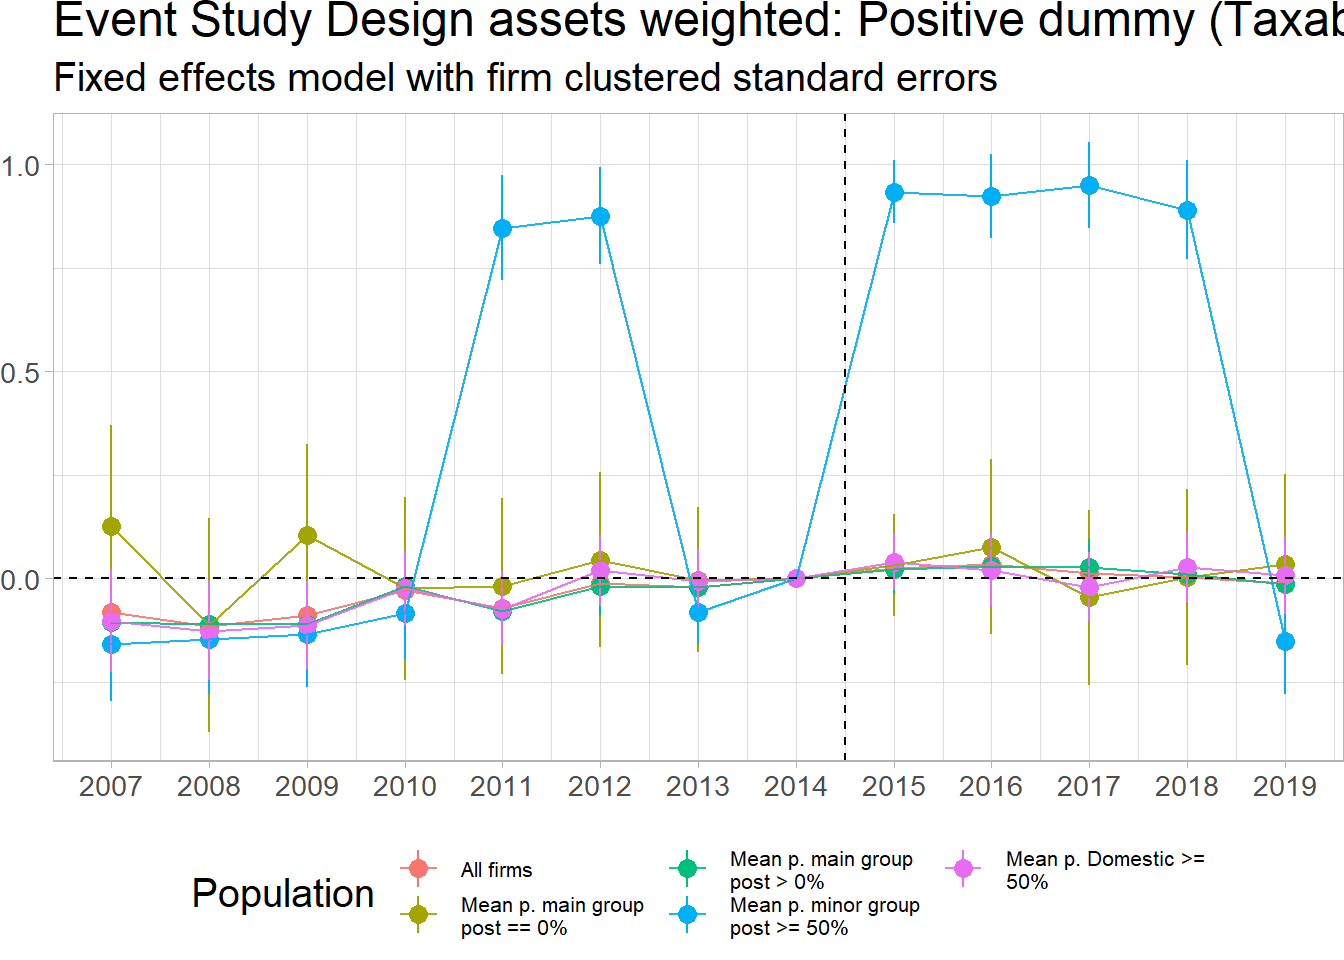 Event Study Design assets weighted: Positive dummy (Taxab
Fixed effects model with firm clustered standard errors
1.0
0.5
0.0
2007 2008 2009 2010 2011 2012 2013 2014 2015 2016 2017 2018 2019
Population
All firms
Mean p. main group
post == 0%
Mean p. main group
post > 0%
Mean p. minor group
post >= 50%
Mean p. Domestic >=
50%